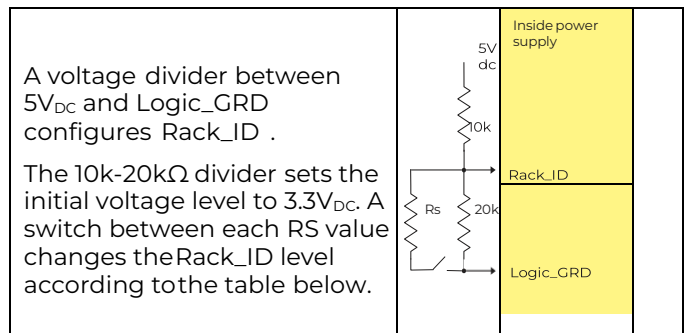 A voltage divider between
5VDC and Logic_GRD
configures Rack_ID .
The 10k-20kΩ divider sets the
initial voltage level to 3.3VDC. A
switch between each RS value
changes theRack_ID level
according tothe table below.
5V
dc
10k
Rs
20k
Inside power
supply
Rack_ID
Logic_GRD